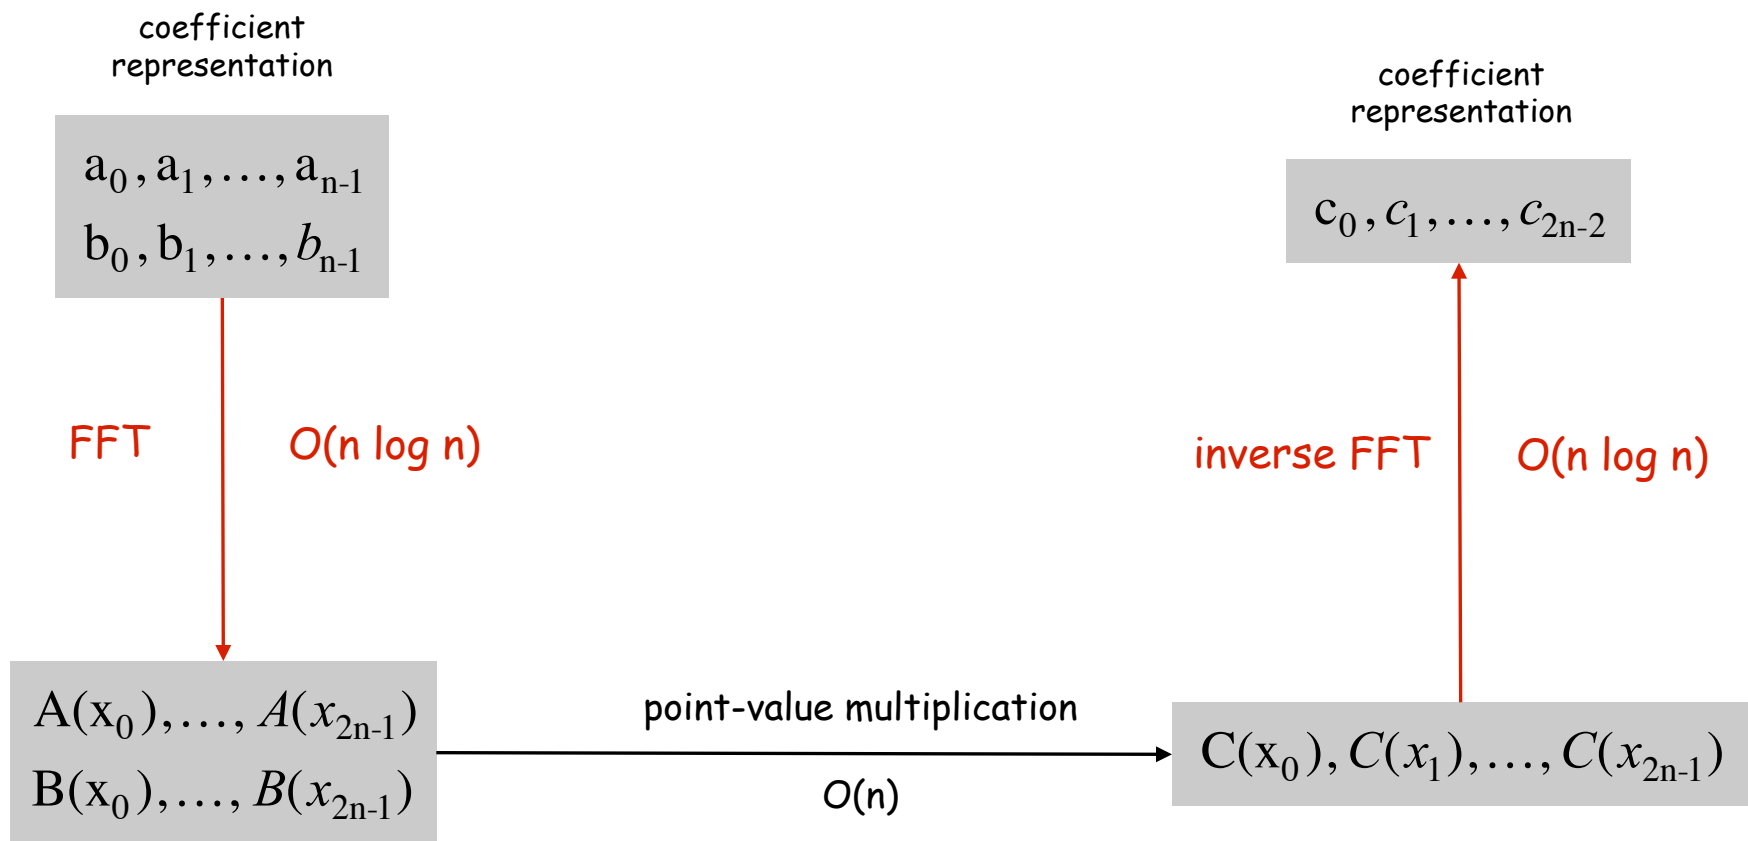 coefficient
representation
a₀, a₁, ..., aₙ₋₁
b₀, b₁, ..., bₙ₋₁
FFT
O(n log n)
A(x₀), ..., A(x₂ₙ₋₁)
B(x₀), ..., B(x₂ₙ₋₁)
point-value multiplication
O(n)
coefficient
representation
c₀, c₁, ..., c₂ₙ₋₂
inverse FFT
O(n log n)
C(x₀), C(x₁), ..., C(x₂ₙ₋₁)